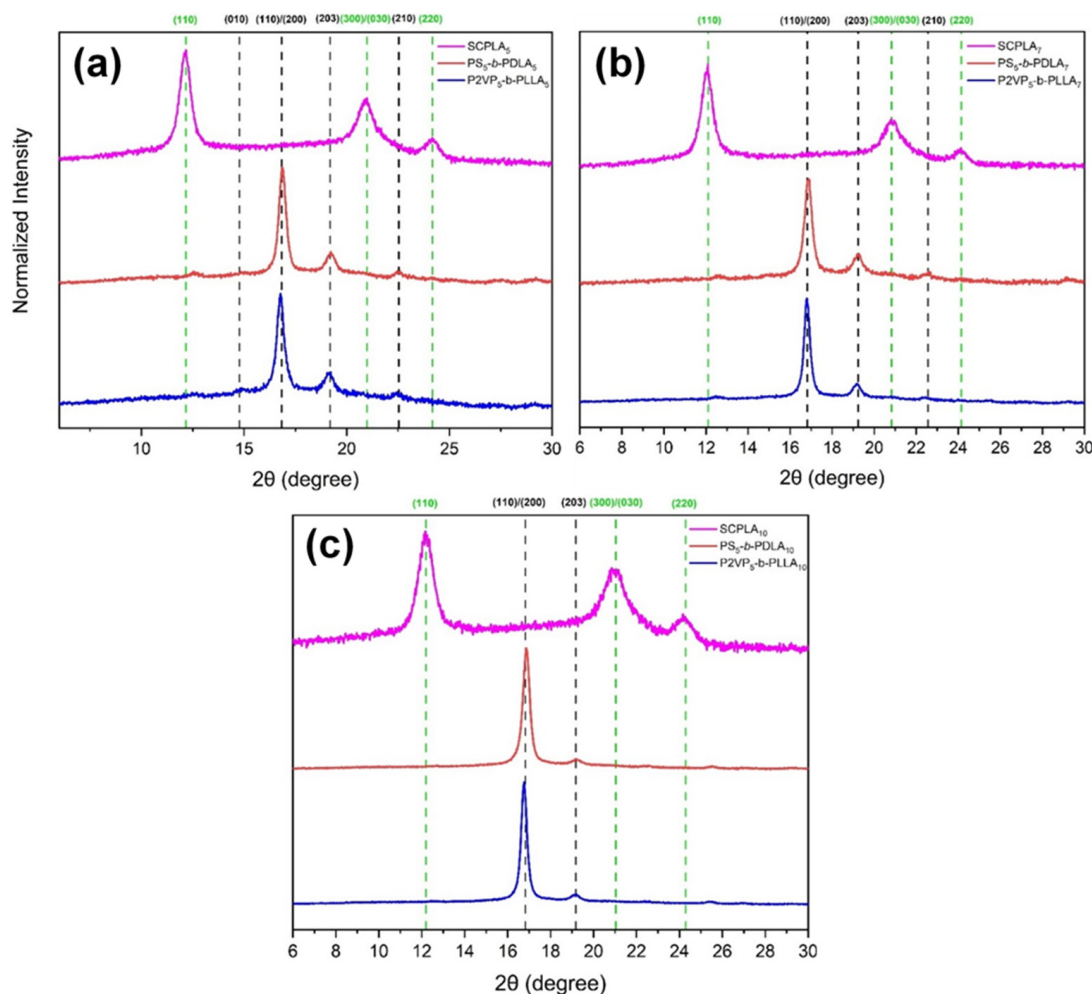 (110) (010) (110)/(200) (203) (300)/(030) (210) (220)
(a)
SCPLA₅
PS₅-b-PDLA₅
P2VP₅-b-PLLA₅
Normalized Intensity
10 15 20 25 30
2θ (degree)
(110) (110)/(200) (203) (300)/(030) (210) (220)
(b)
SCPLA₇
PS₅-b-PDLA₇
P2VP₅-b-PLLA₇
6 8 10 12 14 16 18 20 22 24 26 28 30
2θ (degree)
(110) (110)/(200) (203) (300)/(030) (220)
(c)
SCPLA₁₀
PS₅-b-PDLA₁₀
P2VP₅-b-PLLA₁₀
6 8 10 12 14 16 18 20 22 24 26 28 30
2θ (degree)